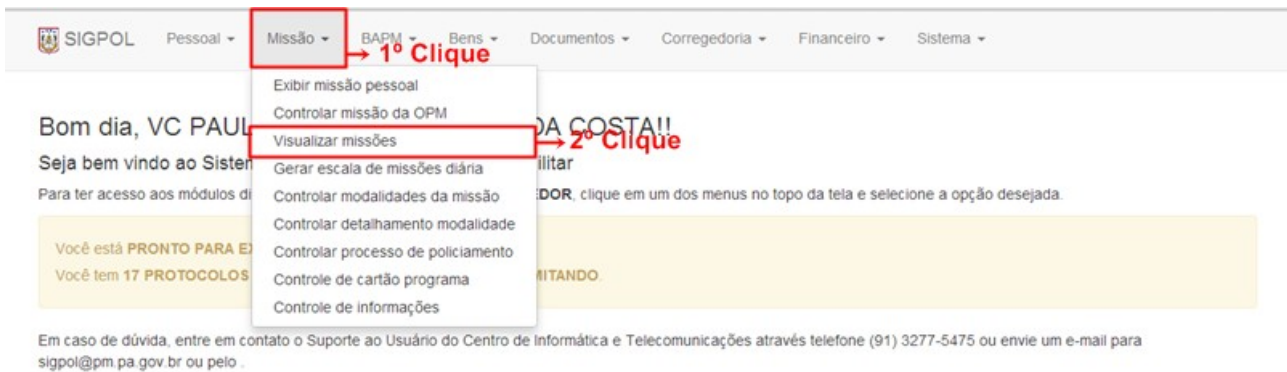 SIGPOL Pessoal Missão BAPM Bens Documentos Corregedoria Financeiro Sistema
1º Clique
Exibir missão pessoal
Controlar missão da OPM
Visualizar missões
2º Clique
Gerar escala de missões diária
Controlar modalidades da missão
Controlar detalhamento modalidade
Controlar processo de policiamento
Controle de cartão programa
Controle de informações
Bom dia, VC PAUL DA COSTA!!
Seja bem vindo ao Sistem ilitar
Para ter acesso aos módulos di EDOR, clique em um dos menus no topo da tela e selecione a opção desejada.
Você está PRONTO PARA EX
Você tem 17 PROTOCOLOS MITANDO.
Em caso de dúvida, entre em contato o Suporte ao Usuário do Centro de Informática e Telecomunicações através telefone (91) 3277-5475 ou envie um e-mail para
sigpol@pm.pa.gov.br ou pelo .